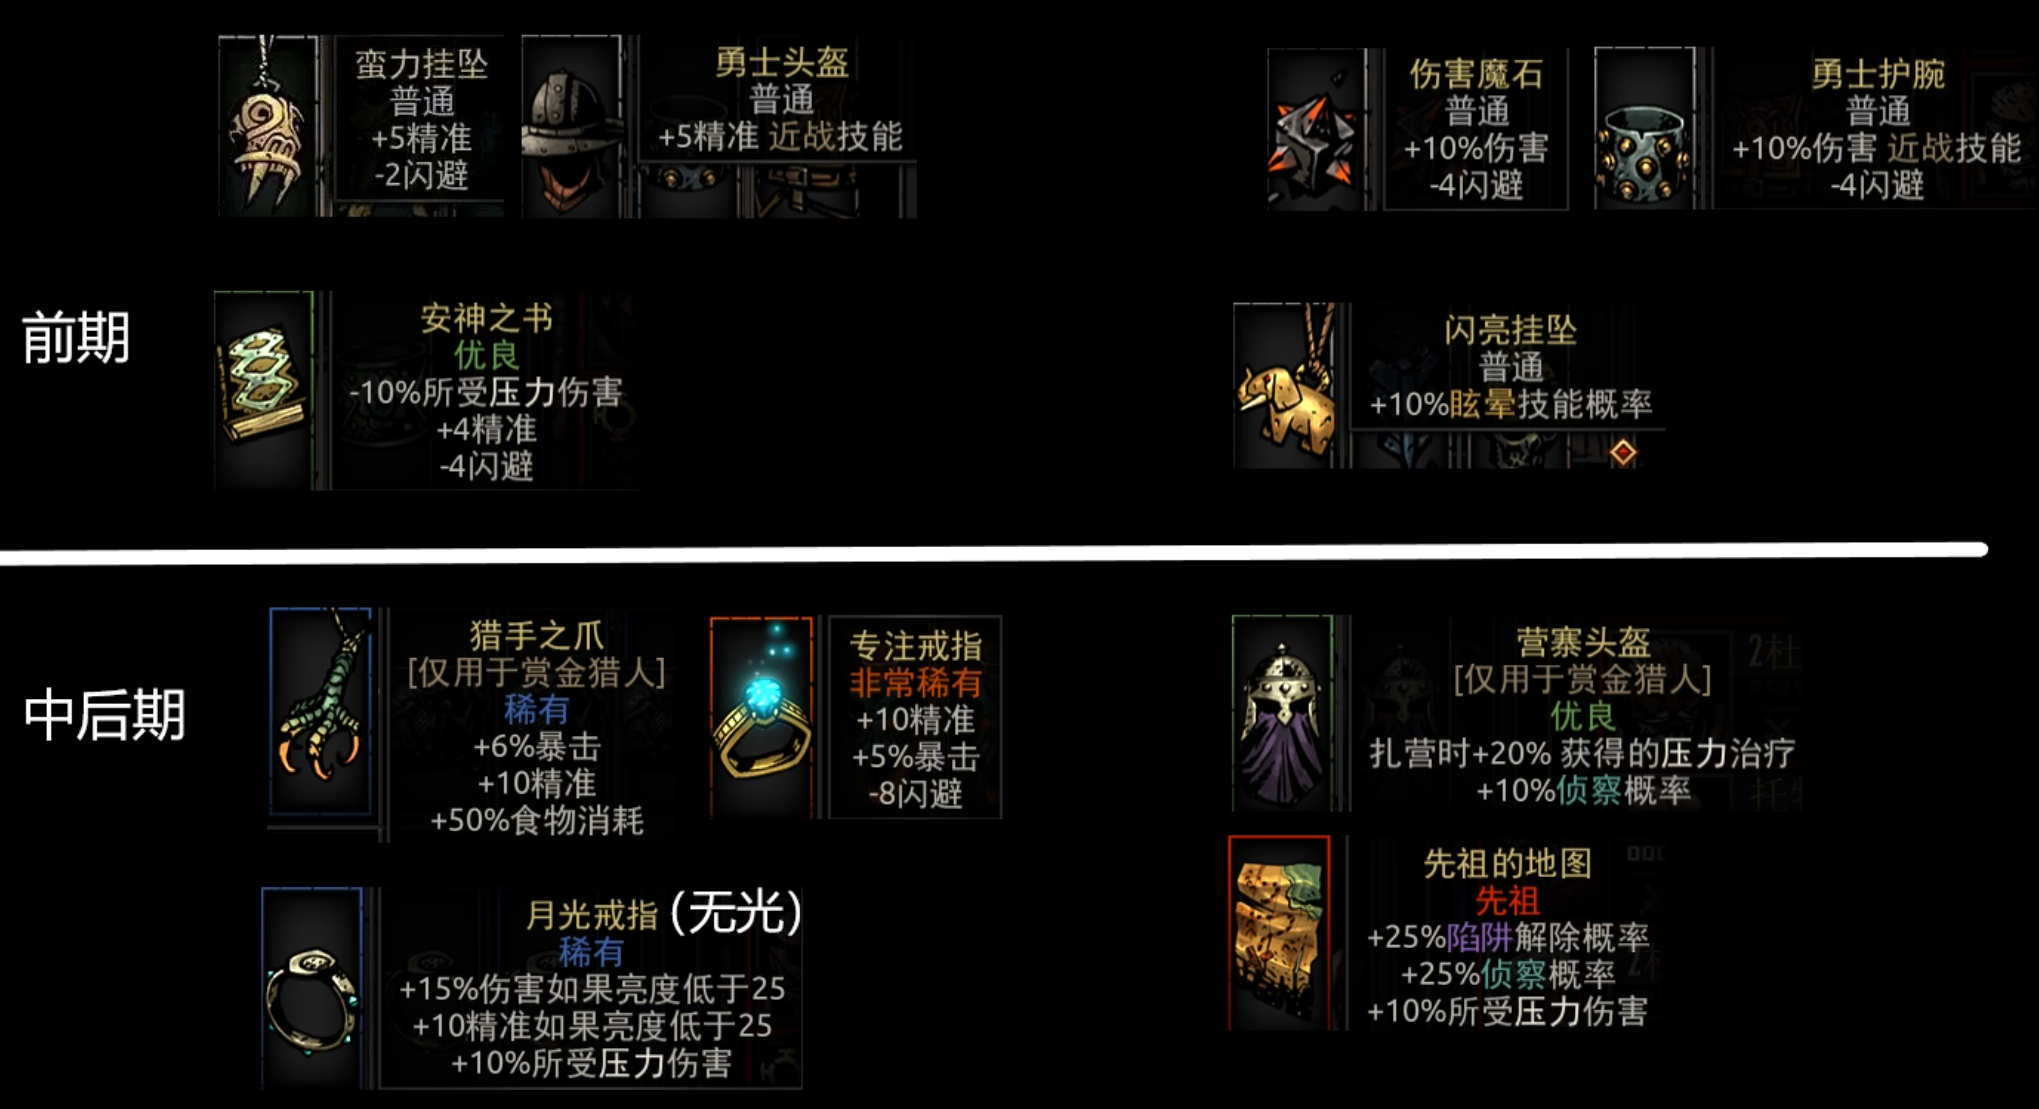 蛮力挂坠
普通
+5精准
-2闪避
勇士头盔
普通
+5精准 近战技能
伤害魔石
普通
+10%伤害
-4闪避
勇士护腕
普通
+10%伤害 近战技能
-4闪避
前期
安神之书
优良
-10%所受压力伤害
+4精准
-4闪避
闪亮挂坠
普通
+10%眩晕技能概率
中后期
猎手之爪
[仅用于赏金猎人]
稀有
+6%暴击
+10精准
+50%食物消耗
专注戒指
非常稀有
+10精准
+5%暴击
-8闪避
营寨头盔
[仅用于赏金猎人]
优良
扎营时+20% 获得的压力治疗
+10%侦察概率
月光戒指 (无光)
稀有
+15%伤害如果亮度低于25
+10精准如果亮度低于25
+10%所受压力伤害
先祖的地图
先祖
+25%陷阱解除概率
+25%侦察概率
+10%所受压力伤害